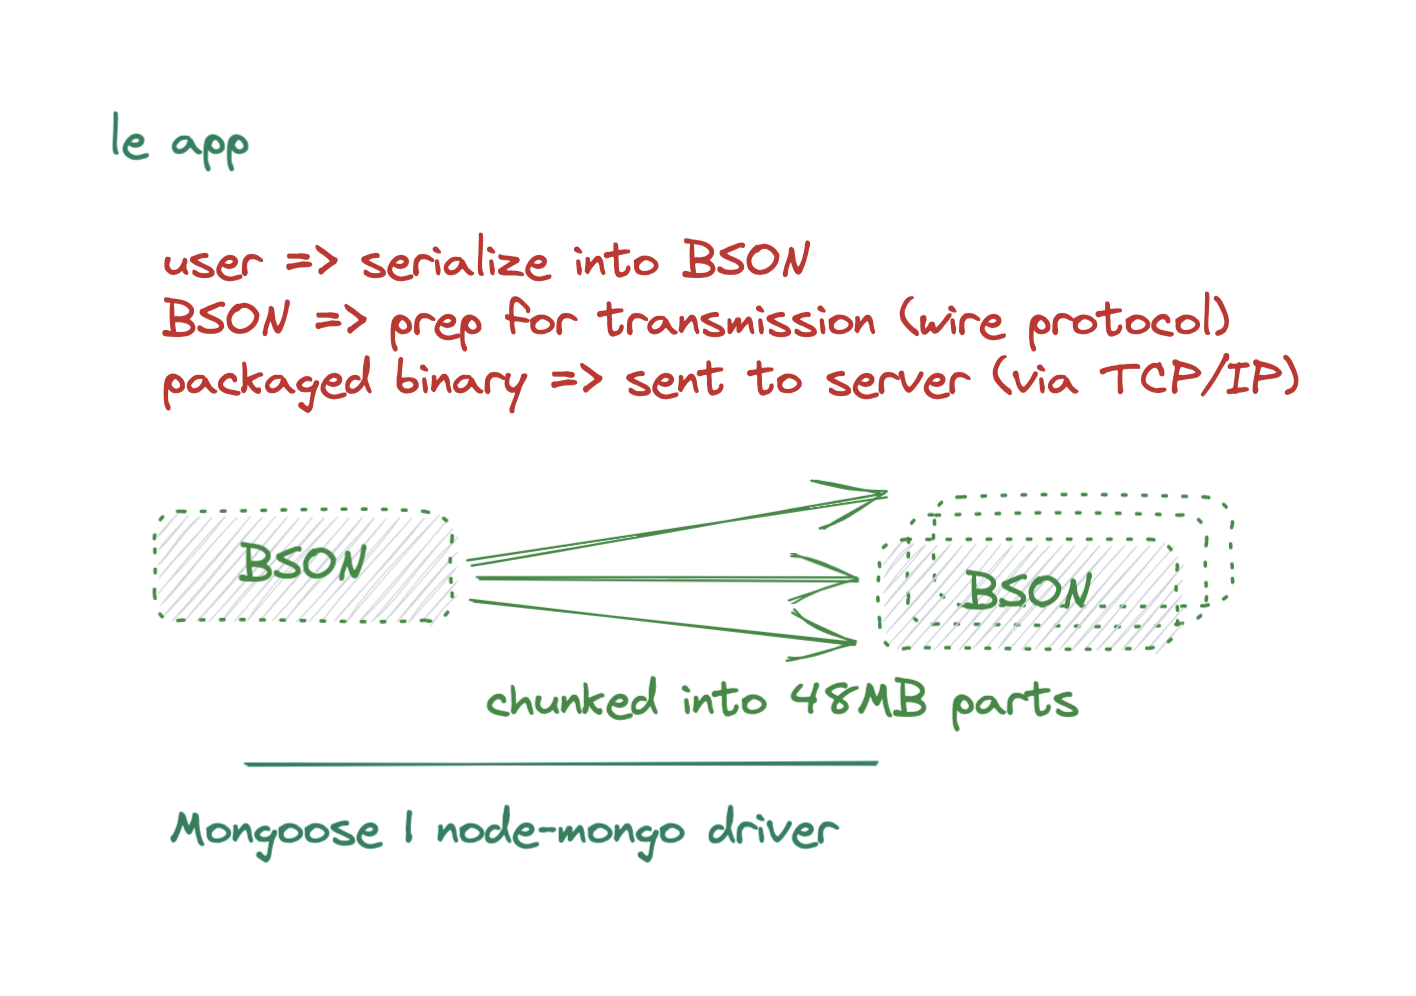 le app
user => serialize into BSON
BSON => prep for transmission (wire protocol)
packaged binary => sent to server (via TCP/IP)
BSON
BSON
chunked into 48MB parts
Mongoose | node-mongo driver